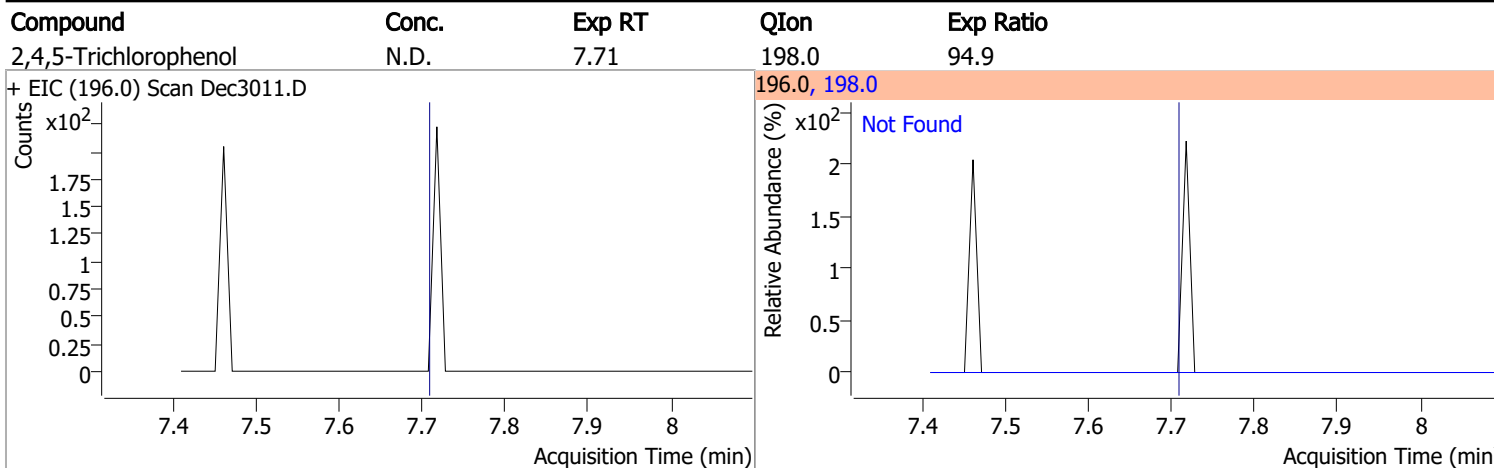 Compound Conc. Exp RT QIon Exp Ratio
2,4,5-Trichlorophenol N.D. 7.71 198.0 94.9
+ EIC (196.0) Scan Dec3011.D
Counts
x10²
1.75
1.5
1.25
1
0.75
0.5
0.25
0
7.4 7.5 7.6 7.7 7.8 7.9 8
Acquisition Time (min)
196.0, 198.0
Relative Abundance (%)
x10²
Not Found
2
1.5
1
0.5
0
7.4 7.5 7.6 7.7 7.8 7.9 8
Acquisition Time (min